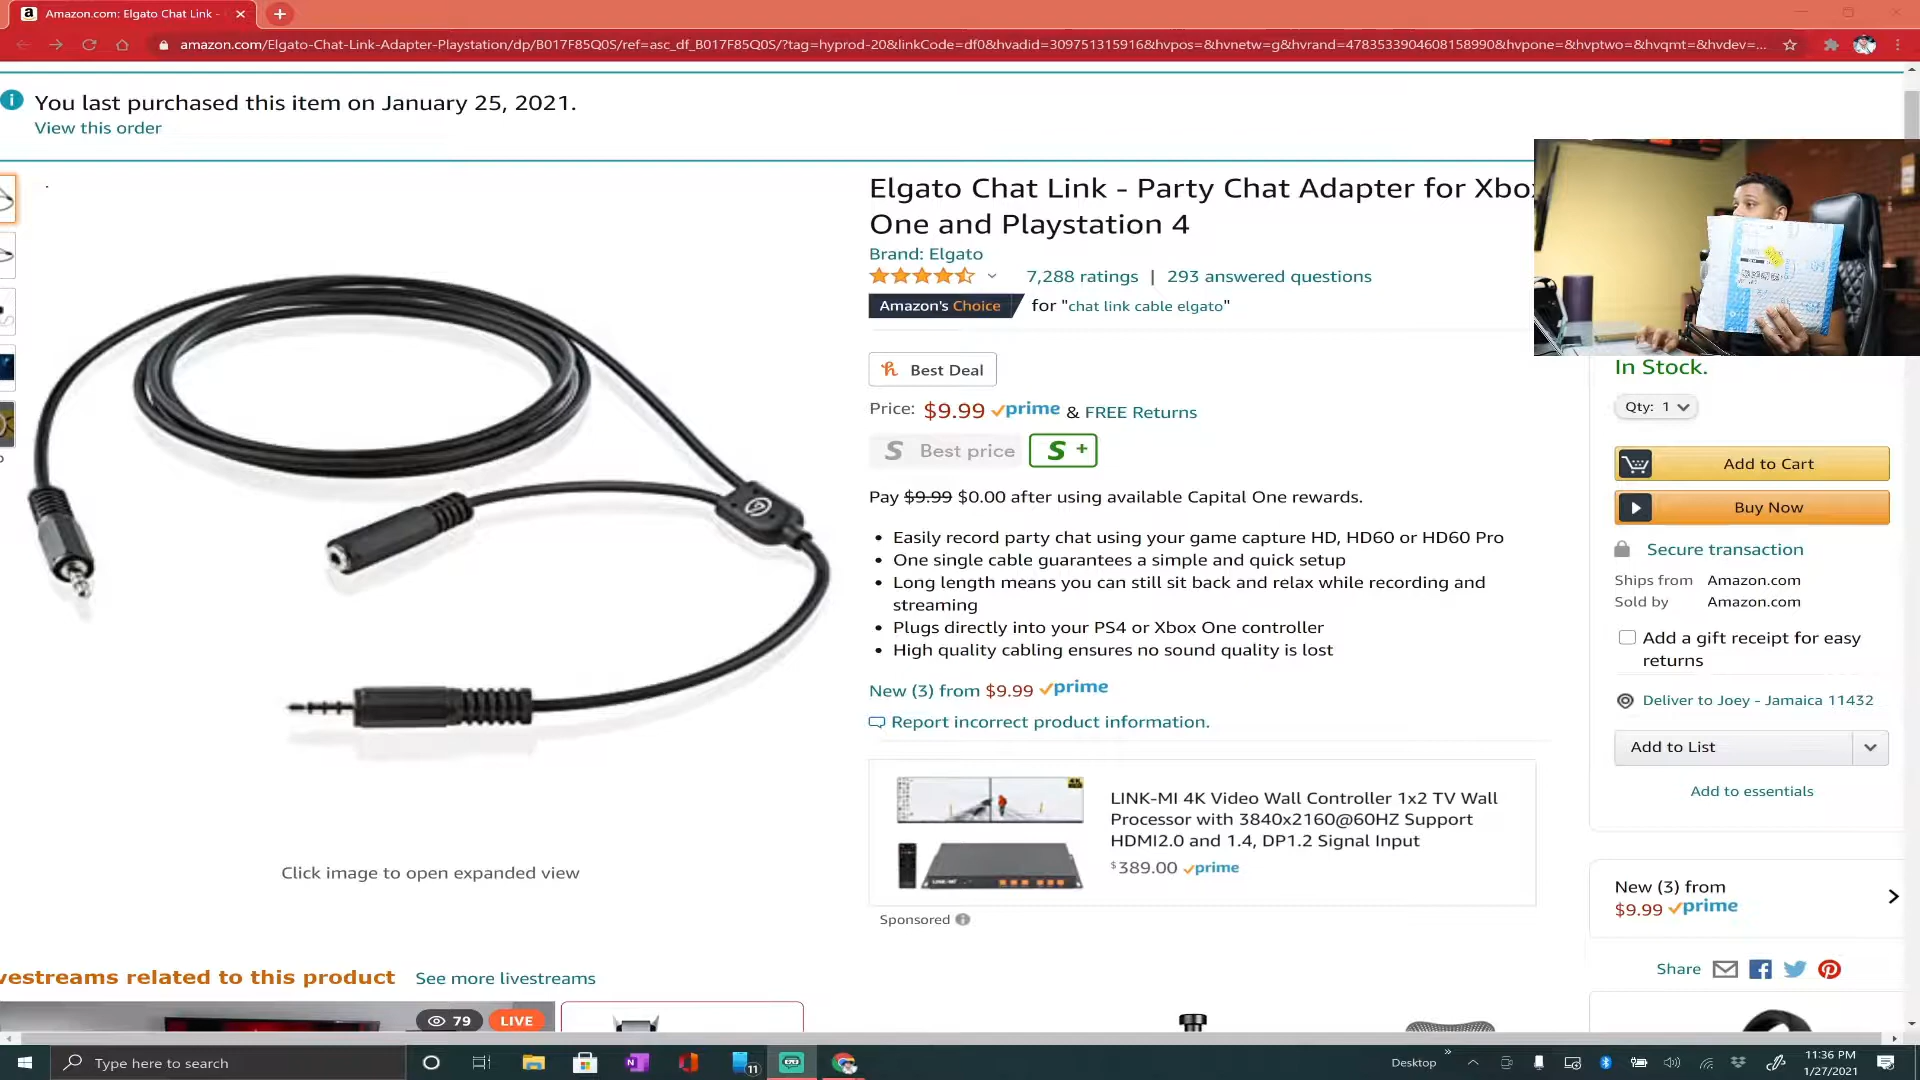 Amazon.com: Elgato Chat Link -
amazon.com/Elgato-Chat-Link-Adapter-Playstation/dp/B017F85Q0S/ref=asc_df_B017F85Q0S/?tag=hyprod-20&linkCode=df0&hvadid=309751315916&hvpos=&hvnetw=g&hvrand=4783533904608158990&hvpone=&hvptwo=&hvqmt=&hvdev=...
You last purchased this item on January 25, 2021.
View this order
Elgato Chat Link - Party Chat Adapter for Xbox
One and Playstation 4
Brand: Elgato
7,288 ratings | 293 answered questions
Amazon's Choice for "chat link cable elgato"
Best Deal
Price: $9.99 prime & FREE Returns
S Best price S +
Pay $9.99 $0.00 after using available Capital One rewards.
• Easily record party chat using your game capture HD, HD60 or HD60 Pro
• One single cable guarantees a simple and quick setup
• Long length means you can still sit back and relax while recording and
streaming
• Plugs directly into your PS4 or Xbox One controller
• High quality cabling ensures no sound quality is lost
New (3) from $9.99 prime
Report incorrect product information.
LINK-MI 4K Video Wall Controller 1x2 TV Wall
Processor with 3840x2160@60HZ Support
HDMI2.0 and 1.4, DP1.2 Signal Input
$389.00 prime
LINK-MI
Sponsored
Click image to open expanded view
In Stock.
Qty: 1
Add to Cart
Buy Now
Secure transaction
Ships from Amazon.com
Sold by Amazon.com
Add a gift receipt for easy
returns
Deliver to Joey - Jamaica 11432
Add to List
Add to essentials
New (3) from
$9.99 prime
Share
vestreams related to this product See more livestreams
79 LIVE
Type here to search
11
Desktop
11:36 PM
1/27/2021